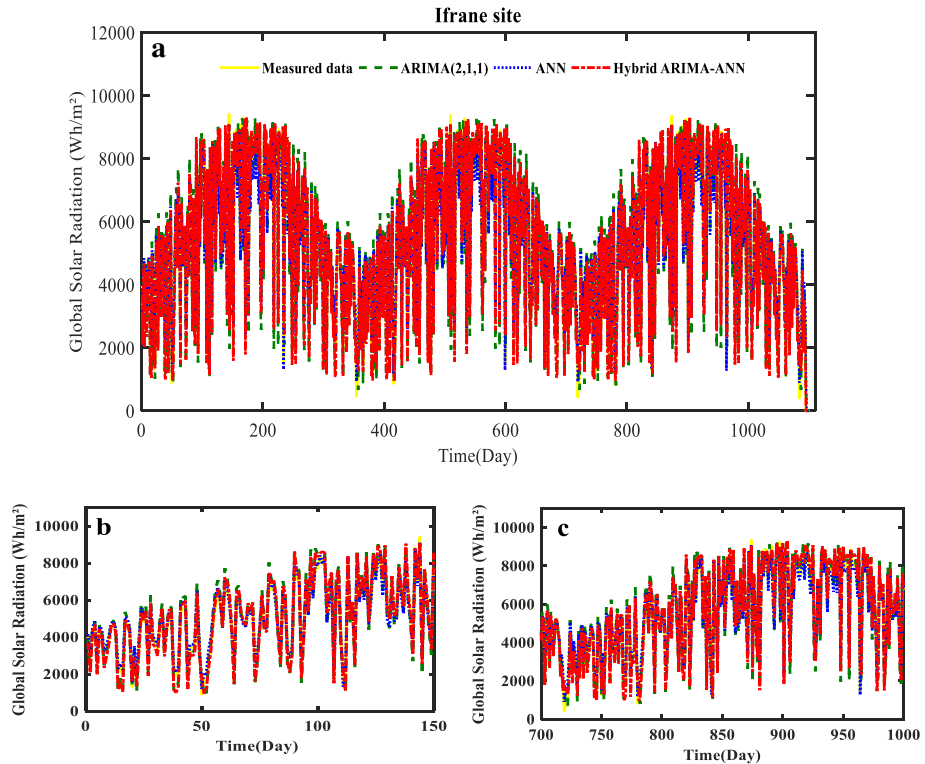 Ifrane site
a
Measured data ARIMA(2,1,1) ANN Hybrid ARIMA-ANN
Global Solar Radiation (Wh/m²)
12000
10000
8000
6000
4000
2000
0
0 200 400 600 800 1000
Time(Day)
b
Global Solar Radiation (Wh/m²)
10000
8000
6000
4000
2000
0
0 50 100 150
Time(Day)
c
Global Solar Radiation (Wh/m²)
10000
8000
6000
4000
2000
0
700 750 800 850 900 950 1000
Time(Day)